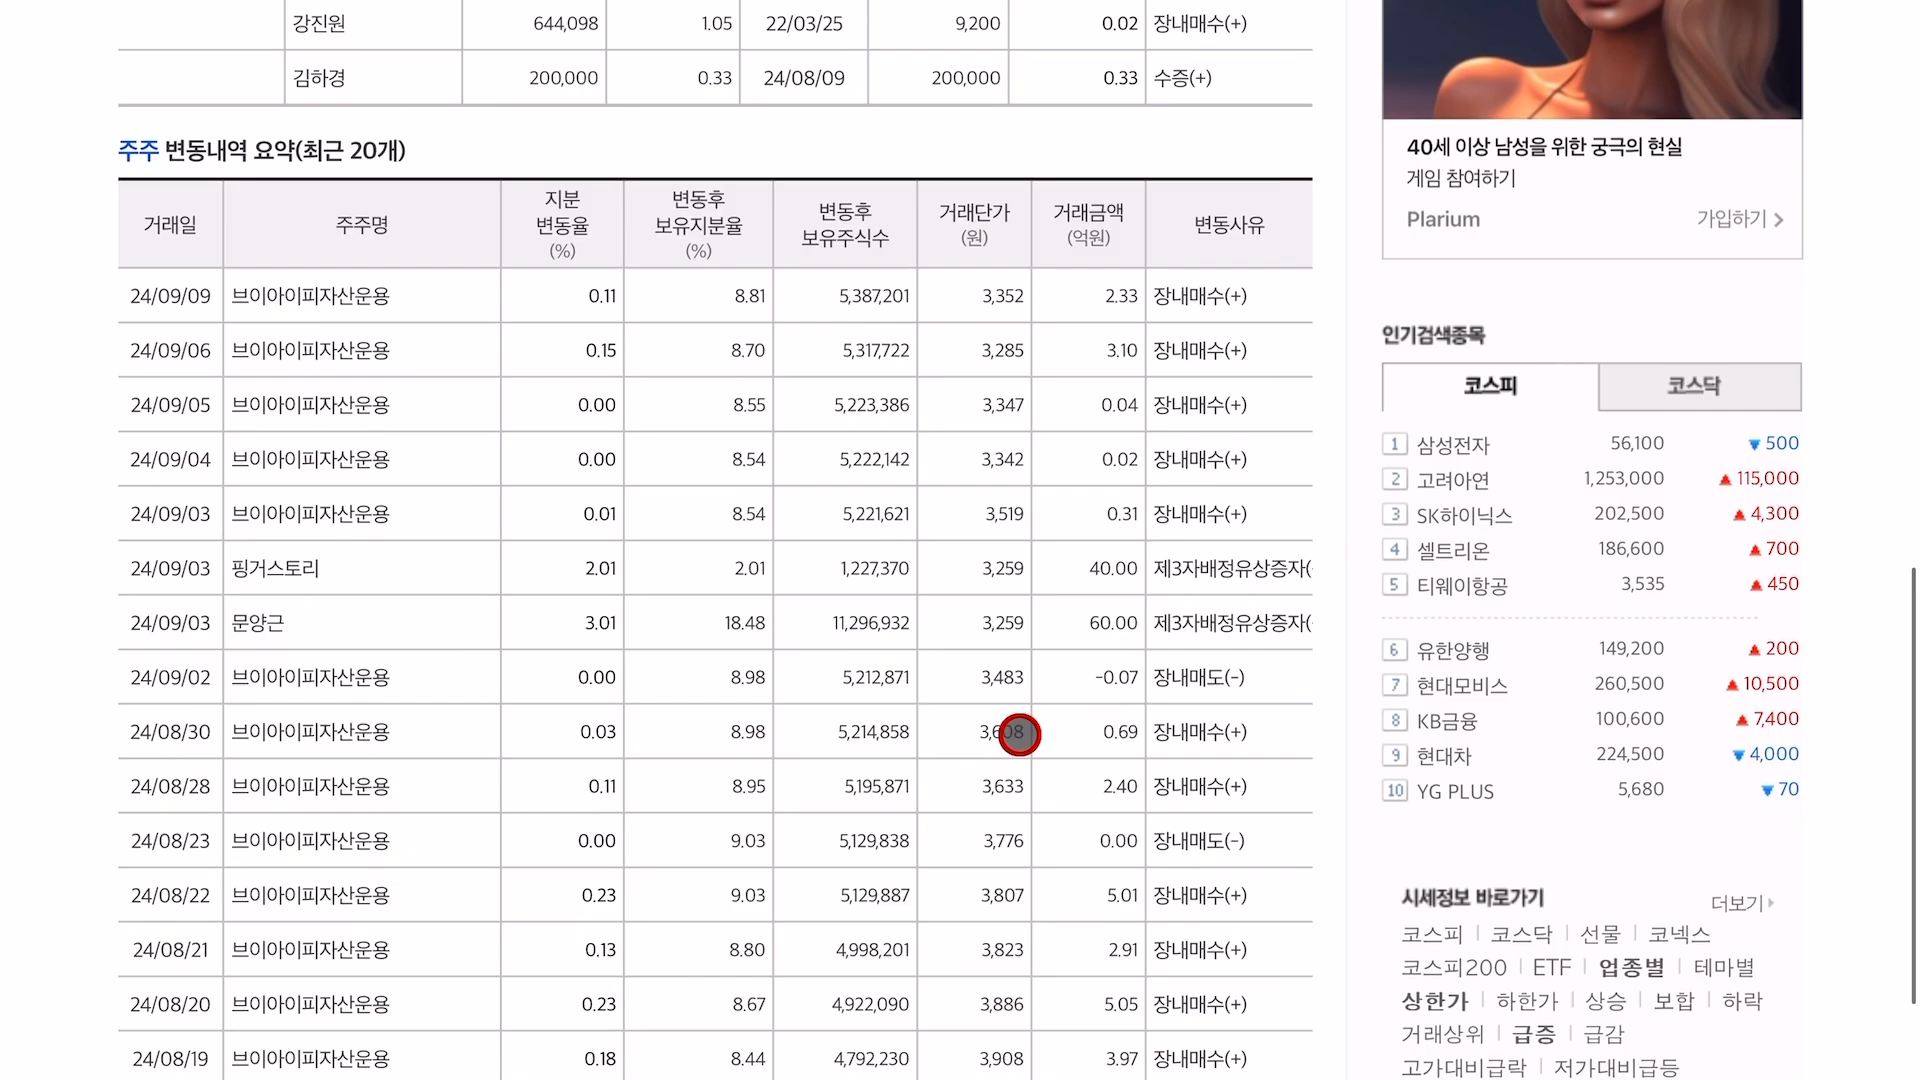 강진원 644,098 1.05 22/03/25 9,200 0.02 장내매수(+)
김하경 200,000 0.33 24/08/09 200,000 0.33 수증(+)
주주 변동내역 요약(최근 20개)
거래일 주주명 지분 변동율 (%) 변동후 보유지분율 (%) 변동후 보유주식수 거래단가 (원) 거래금액 (억원) 변동사유
24/09/09 브이아이피자산운용 0.11 8.81 5,387,201 3,352 2.33 장내매수(+)
24/09/06 브이아이피자산운용 0.15 8.70 5,317,722 3,285 3.10 장내매수(+)
24/09/05 브이아이피자산운용 0.00 8.55 5,223,386 3,347 0.04 장내매수(+)
24/09/04 브이아이피자산운용 0.00 8.54 5,222,142 3,342 0.02 장내매수(+)
24/09/03 브이아이피자산운용 0.01 8.54 5,221,621 3,519 0.31 장내매수(+)
24/09/03 핑거스토리 2.01 2.01 1,227,370 3,259 40.00 제3자배정유상증자(
24/09/03 문양근 3.01 18.48 11,296,932 3,259 60.00 제3자배정유상증자(
24/09/02 브이아이피자산운용 0.00 8.98 5,212,871 3,483 -0.07 장내매도(-)
24/08/30 브이아이피자산운용 0.03 8.98 5,214,858 3,608 0.69 장내매수(+)
24/08/28 브이아이피자산운용 0.11 8.95 5,195,871 3,633 2.40 장내매수(+)
24/08/23 브이아이피자산운용 0.00 9.03 5,129,838 3,776 0.00 장내매도(-)
24/08/22 브이아이피자산운용 0.23 9.03 5,129,887 3,807 5.01 장내매수(+)
24/08/21 브이아이피자산운용 0.13 8.80 4,998,201 3,823 2.91 장내매수(+)
24/08/20 브이아이피자산운용 0.23 8.67 4,922,090 3,886 5.05 장내매수(+)
24/08/19 브이아이피자산운용 0.18 8.44 4,792,230 3,908 3.97 장내매수(+)
40세 이상 남성을 위한 궁극의 현실
게임 참여하기
Plarium 가입하기 >
인기검색종목
코스피 코스닥
1 삼성전자 56,100 ▼ 500
2 고려아연 1,253,000 ▲ 115,000
3 SK하이닉스 202,500 ▲ 4,300
4 셀트리온 186,600 ▲ 700
5 티웨이항공 3,535 ▲ 450
6 유한양행 149,200 ▲ 200
7 현대모비스 260,500 ▲ 10,500
8 KB금융 100,600 ▲ 7,400
9 현대차 224,500 ▼ 4,000
10 YG PLUS 5,680 ▼ 70
시세정보 바로가기 더보기
코스피 | 코스닥 | 선물 | 코넥스
코스피200 | ETF | 업종별 | 테마별
상한가 | 하한가 | 상승 | 보합 | 하락
거래상위 | 급증 | 급감
고가대비급락 | 저가대비급등